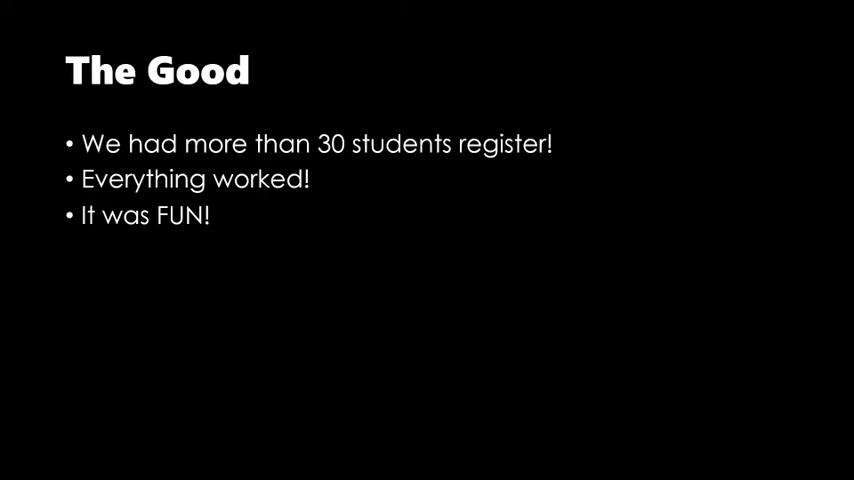 The Good
• We had more than 30 students register!
• Everything worked!
• It was FUN!